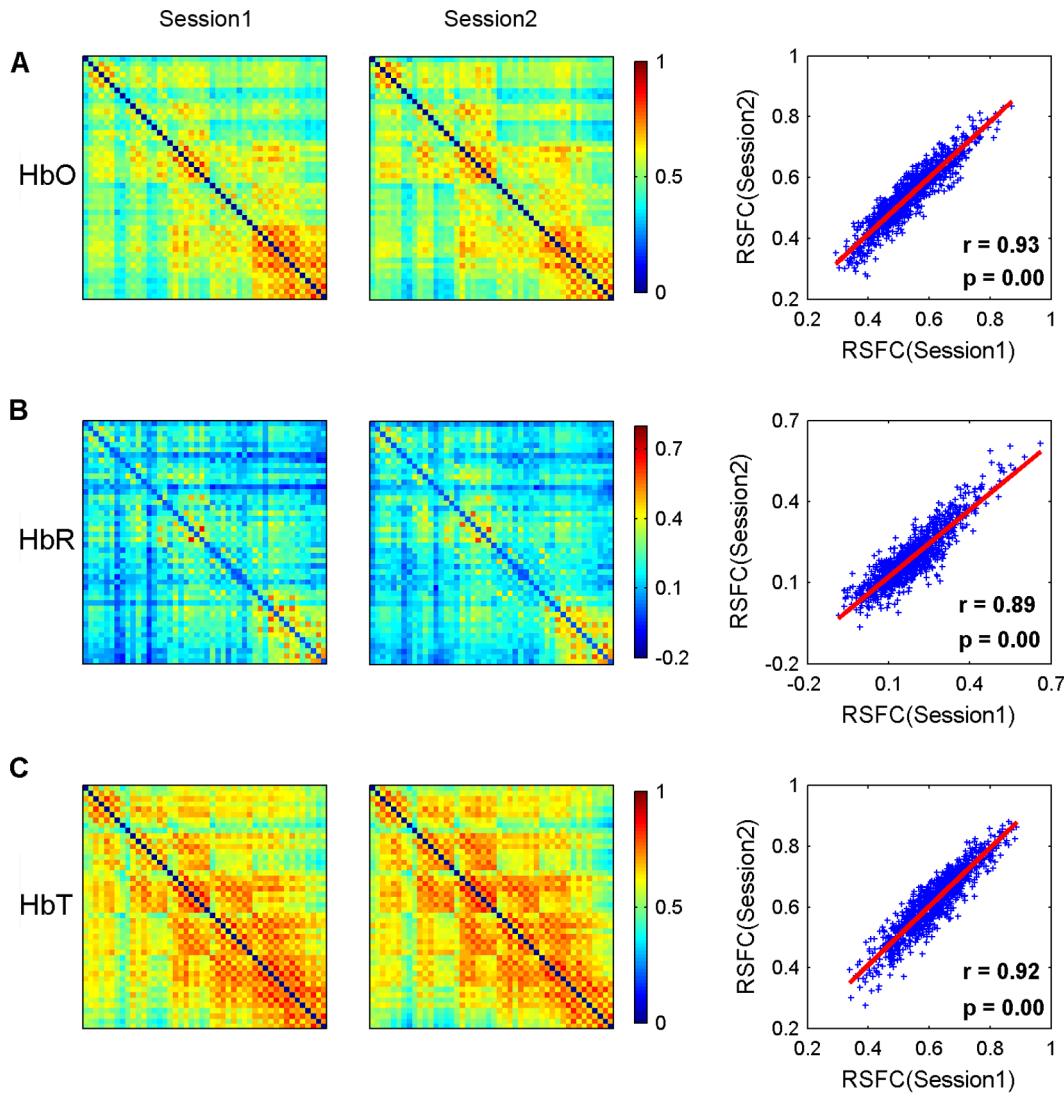 Session1 Session2
A
HbO
1
0.5
0
1
0.8
0.6
0.4
0.2
RSFC(Session2)
r = 0.93
p = 0.00
0.2 0.4 0.6 0.8 1
RSFC(Session1)
B
HbR
0.7
0.4
0.1
-0.2
0.7
0.4
0.1
-0.2
RSFC(Session2)
r = 0.89
p = 0.00
-0.2 0.1 0.4 0.7
RSFC(Session1)
C
HbT
1
0.5
0
1
0.8
0.6
0.4
0.2
RSFC(Session2)
r = 0.92
p = 0.00
0.2 0.4 0.6 0.8 1
RSFC(Session1)